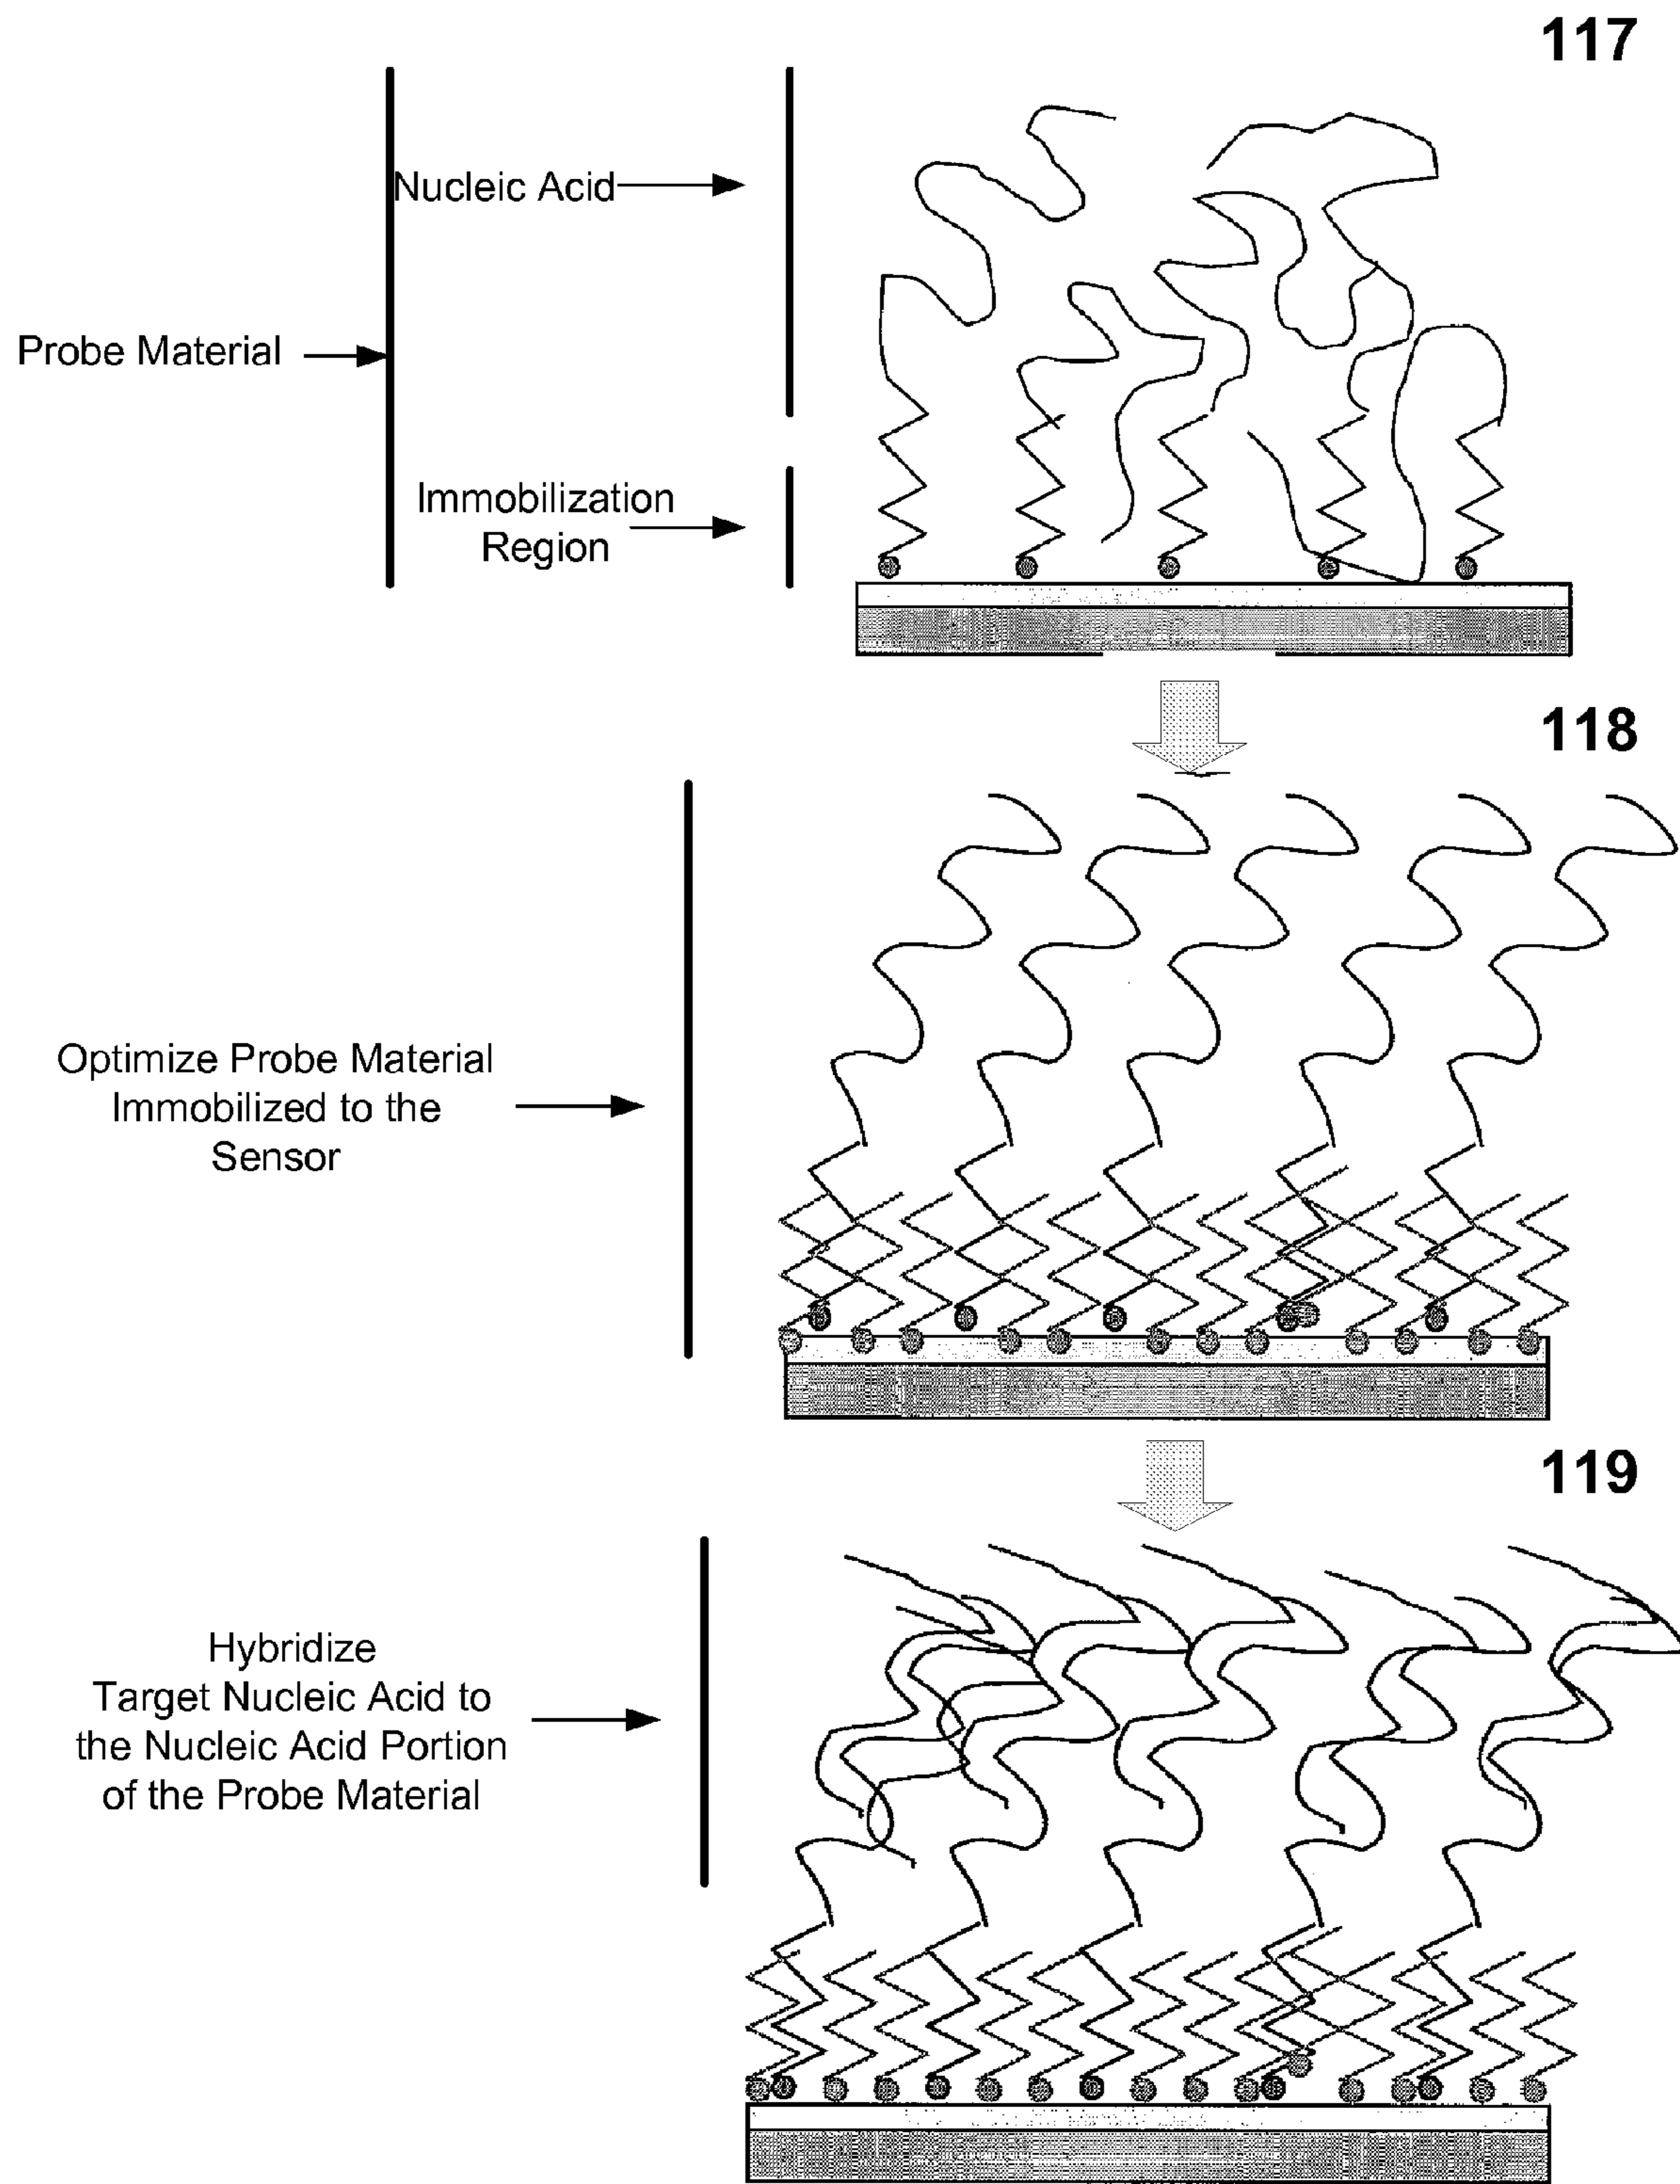 117
Nucleic Acid
Probe Material
Immobilization
Region
118
Optimize Probe Material
Immobilized to the
Sensor
119
Hybridize
Target Nucleic Acid to
the Nucleic Acid Portion
of the Probe Material